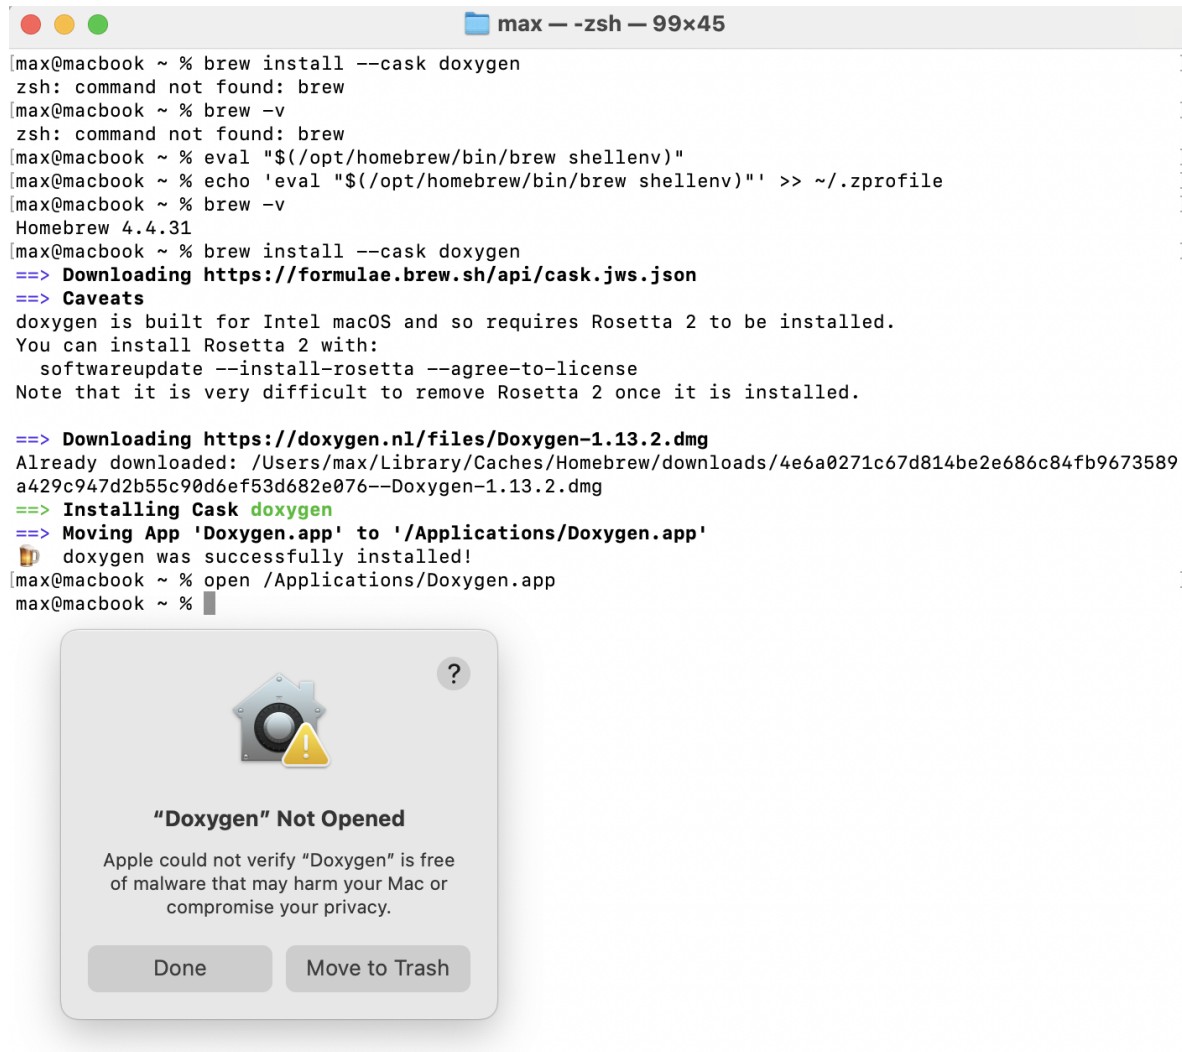 max — -zsh — 99×45
[max@macbook ~ % brew install --cask doxygen
zsh: command not found: brew
[max@macbook ~ % brew -v
zsh: command not found: brew
[max@macbook ~ % eval "$(/opt/homebrew/bin/brew shellenv)"
[max@macbook ~ % echo 'eval "$(/opt/homebrew/bin/brew shellenv)"' >> ~/.zprofile
[max@macbook ~ % brew -v
Homebrew 4.4.31
[max@macbook ~ % brew install --cask doxygen
==> Downloading https://formulae.brew.sh/api/cask.jws.json
==> Caveats
doxygen is built for Intel macOS and so requires Rosetta 2 to be installed.
You can install Rosetta 2 with:
  softwareupdate --install-rosetta --agree-to-license
Note that it is very difficult to remove Rosetta 2 once it is installed.
==> Downloading https://doxygen.nl/files/Doxygen-1.13.2.dmg
Already downloaded: /Users/max/Library/Caches/Homebrew/downloads/4e6a0271c67d814be2e686c84fb9673589
a429c947d2b55c90d6ef53d682e076--Doxygen-1.13.2.dmg
==> Installing Cask doxygen
==> Moving App 'Doxygen.app' to '/Applications/Doxygen.app'
🍺  doxygen was successfully installed!
[max@macbook ~ % open /Applications/Doxygen.app
max@macbook ~ %
?
“Doxygen” Not Opened
Apple could not verify “Doxygen” is free
of malware that may harm your Mac or
compromise your privacy.
Done
Move to Trash